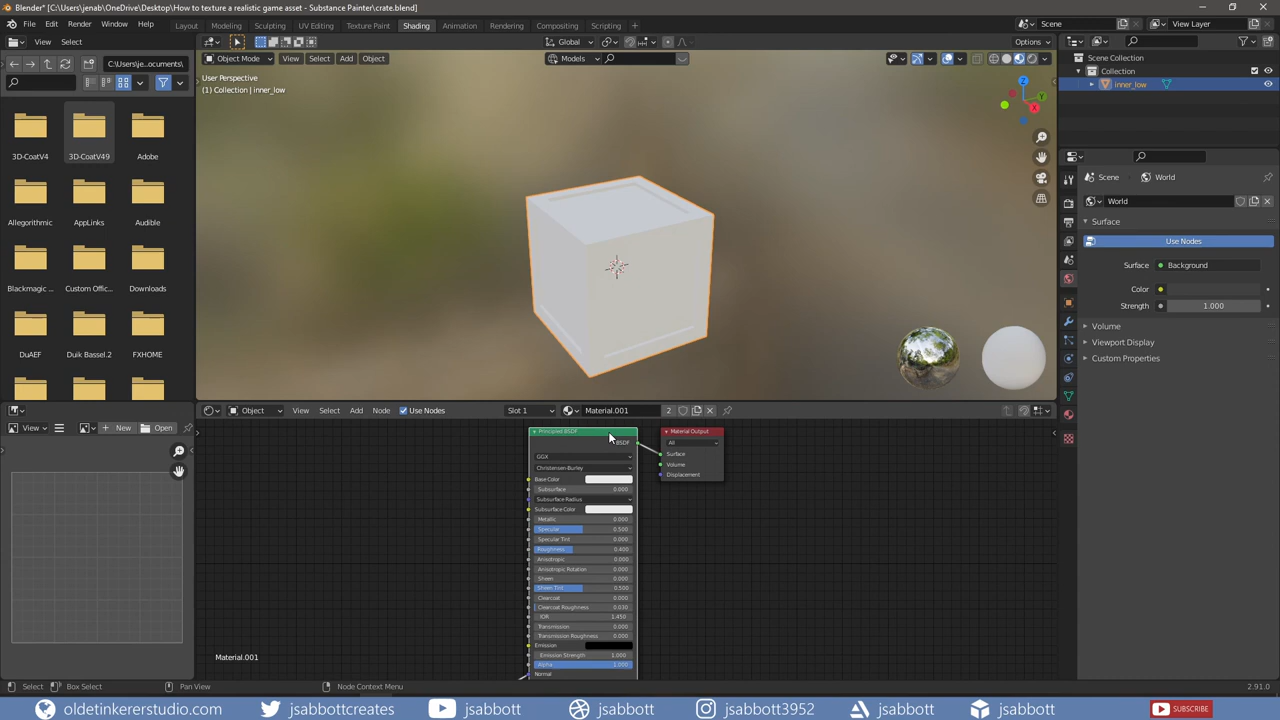 Blender* [C:\Users\jenab\OneDrive\Desktop\How to texture a realistic game asset - Substance Painter\crate.blend]
File Edit Render Window Help Layout Modeling Sculpting UV Editing Texture Paint Shading Animation Rendering Compositing Scripting Scene View Layer
View Select Global Options
C:\Users\je...ocuments\ Object Mode View Select Add Object Models Scene Collection
Collection
inner_low
User Perspective
(1) Collection | inner_low
3D-CoatV4 3D-CoatV49 Adobe
Allegorithmic AppLinks Audible
Blackmagic ... Custom Offic... Downloads
DuAEF Duik Bassel.2 FXHOME
X Y Z
Scene World
World
Surface
Use Nodes
Surface Background
Color
Strength 1.000
Volume
Viewport Display
Custom Properties
Object View Select Add Node Use Nodes Slot 1 Material.001 2
View New Open
Principled BSDF
BSDF
GGX
Christensen-Burley
Base Color
Subsurface 0.000
Subsurface Radius
Subsurface Color
Metallic 0.000
Specular 0.500
Specular Tint 0.000
Roughness 0.400
Anisotropic 0.000
Anisotropic Rotation 0.000
Sheen 0.000
Sheen Tint 0.500
Clearcoat 0.000
Clearcoat Roughness 0.030
IOR 1.450
Transmission 0.000
Transmission Roughness 0.000
Emission
Emission Strength 1.000
Alpha 1.000
Normal
Material Output
All
Surface
Volume
Displacement
Material.001
Select Box Select Pan View Node Context Menu 2.91.0
oldetinkererstudio.com jsabbottcreates jsabbott jsabbott jsabbott3952 jsabbott jsabbott SUBSCRIBE